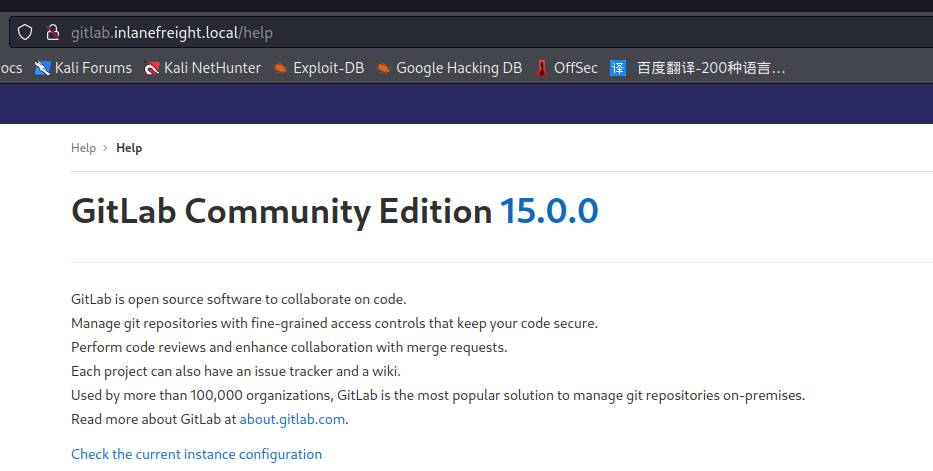 gitlab.inlanefreight.local/help
ocs Kali Forums Kali NetHunter Exploit-DB Google Hacking DB OffSec 译 百度翻译-200种语言…
Help › Help
GitLab Community Edition 15.0.0
GitLab is open source software to collaborate on code.
Manage git repositories with fine-grained access controls that keep your code secure.
Perform code reviews and enhance collaboration with merge requests.
Each project can also have an issue tracker and a wiki.
Used by more than 100,000 organizations, GitLab is the most popular solution to manage git repositories on-premises.
Read more about GitLab at about.gitlab.com.
Check the current instance configuration